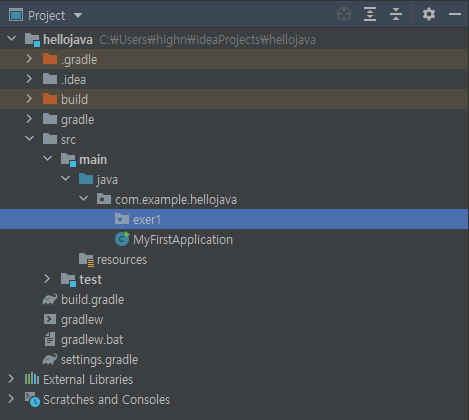 Project
hellojava C:₩Users₩highn₩IdeaProjects₩hellojava
.gradle
.idea
build
gradle
src
main
java
com.example.hellojava
exer1
MyFirstApplication
resources
test
build.gradle
gradlew
gradlew.bat
settings.gradle
External Libraries
Scratches and Consoles